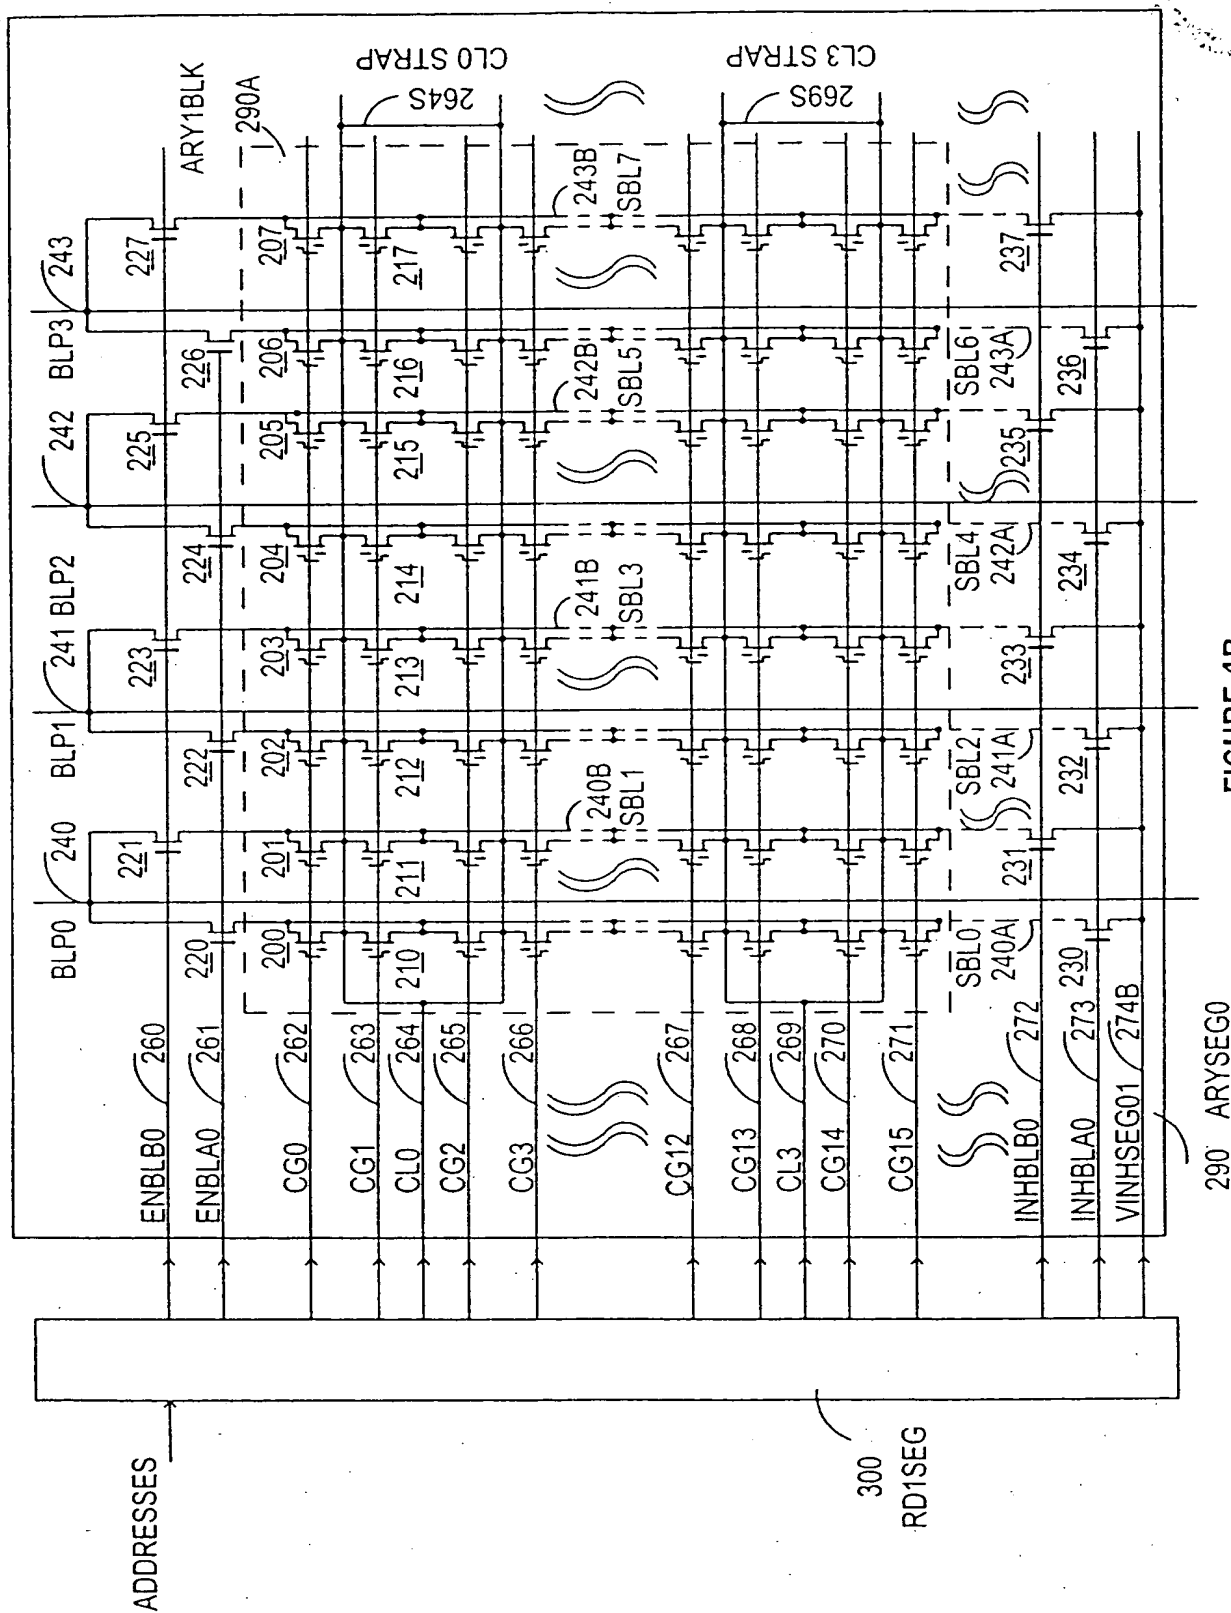 ADDRESSES
300
RD1SEG
290 ARYSEG0
ENBLB0 260
ENBLA0 261
CG0 262
CG1 263
CL0 264
CG2 265
CG3 266
CG12 267
CG13 268
CL3 269
CG14 270
CG15 271
INHBLB0 272
INHBLA0 273
VINHSEG01 274B
BLP0 240
BLP1 241
BLP2 242
BLP3 243
220 221 222 223 224 225 226 227
ARY1BLK
290A
200 201 202 203 204 205 206 207
210 211 212 213 214 215 216 217
264S
CL0 STRAP
240B
SBL1
241B
SBL3
242B
SBL5
243B
SBL7
269S
CL3 STRAP
SBL0
240A
SBL2
241A
SBL4
242A
SBL6
243A
230 231 232 233 234 235 236 237